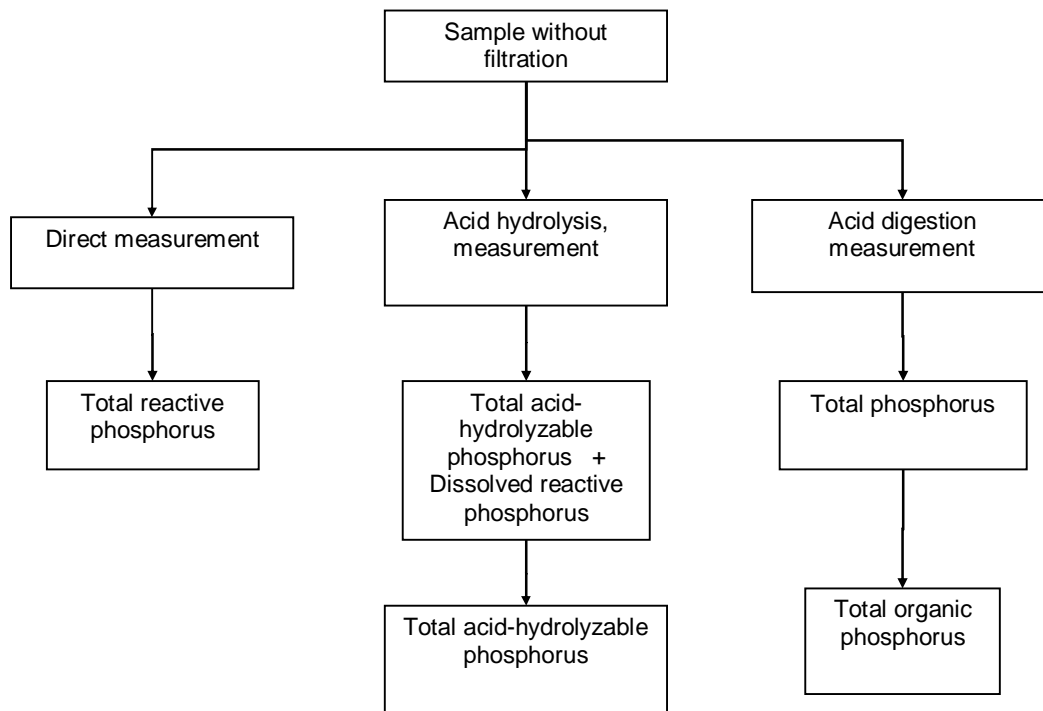 Sample without
filtration
Direct measurement
Acid hydrolysis,
measurement
Acid digestion
measurement
Total reactive
phosphorus
Total acid-
hydrolyzable
phosphorus +
Dissolved reactive
phosphorus
Total phosphorus
Total acid-hydrolyzable
phosphorus
Total organic
phosphorus